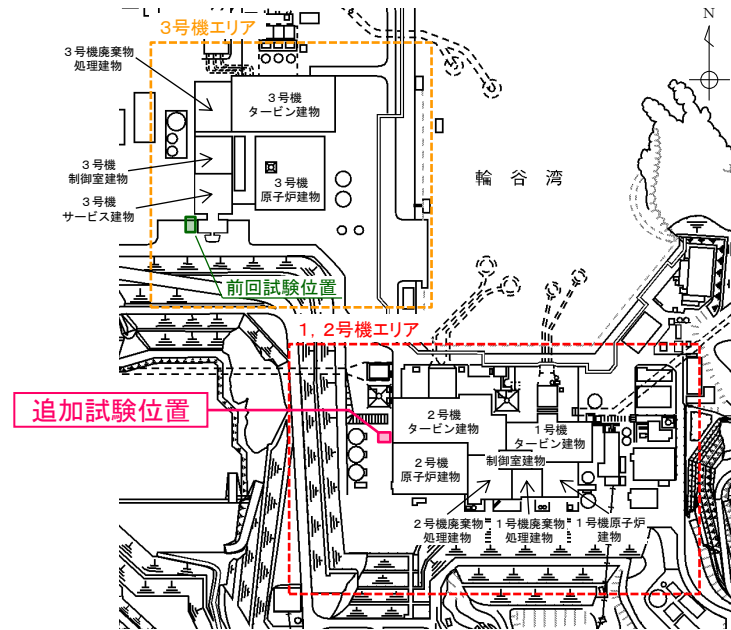 3号機エリア
N
3号機廃棄物
処理建物
3号機
タービン建物
3号機
制御室建物
3号機
原子炉建物
輪谷湾
3号機
サービス建物
前回試験位置
1,2号機エリア
追加試験位置
2号機
タービン建物
1号機
タービン建物
2号機
原子炉建物
制御室建物
2号機廃棄物
処理建物
1号機廃棄物
処理建物
1号機原子炉
建物